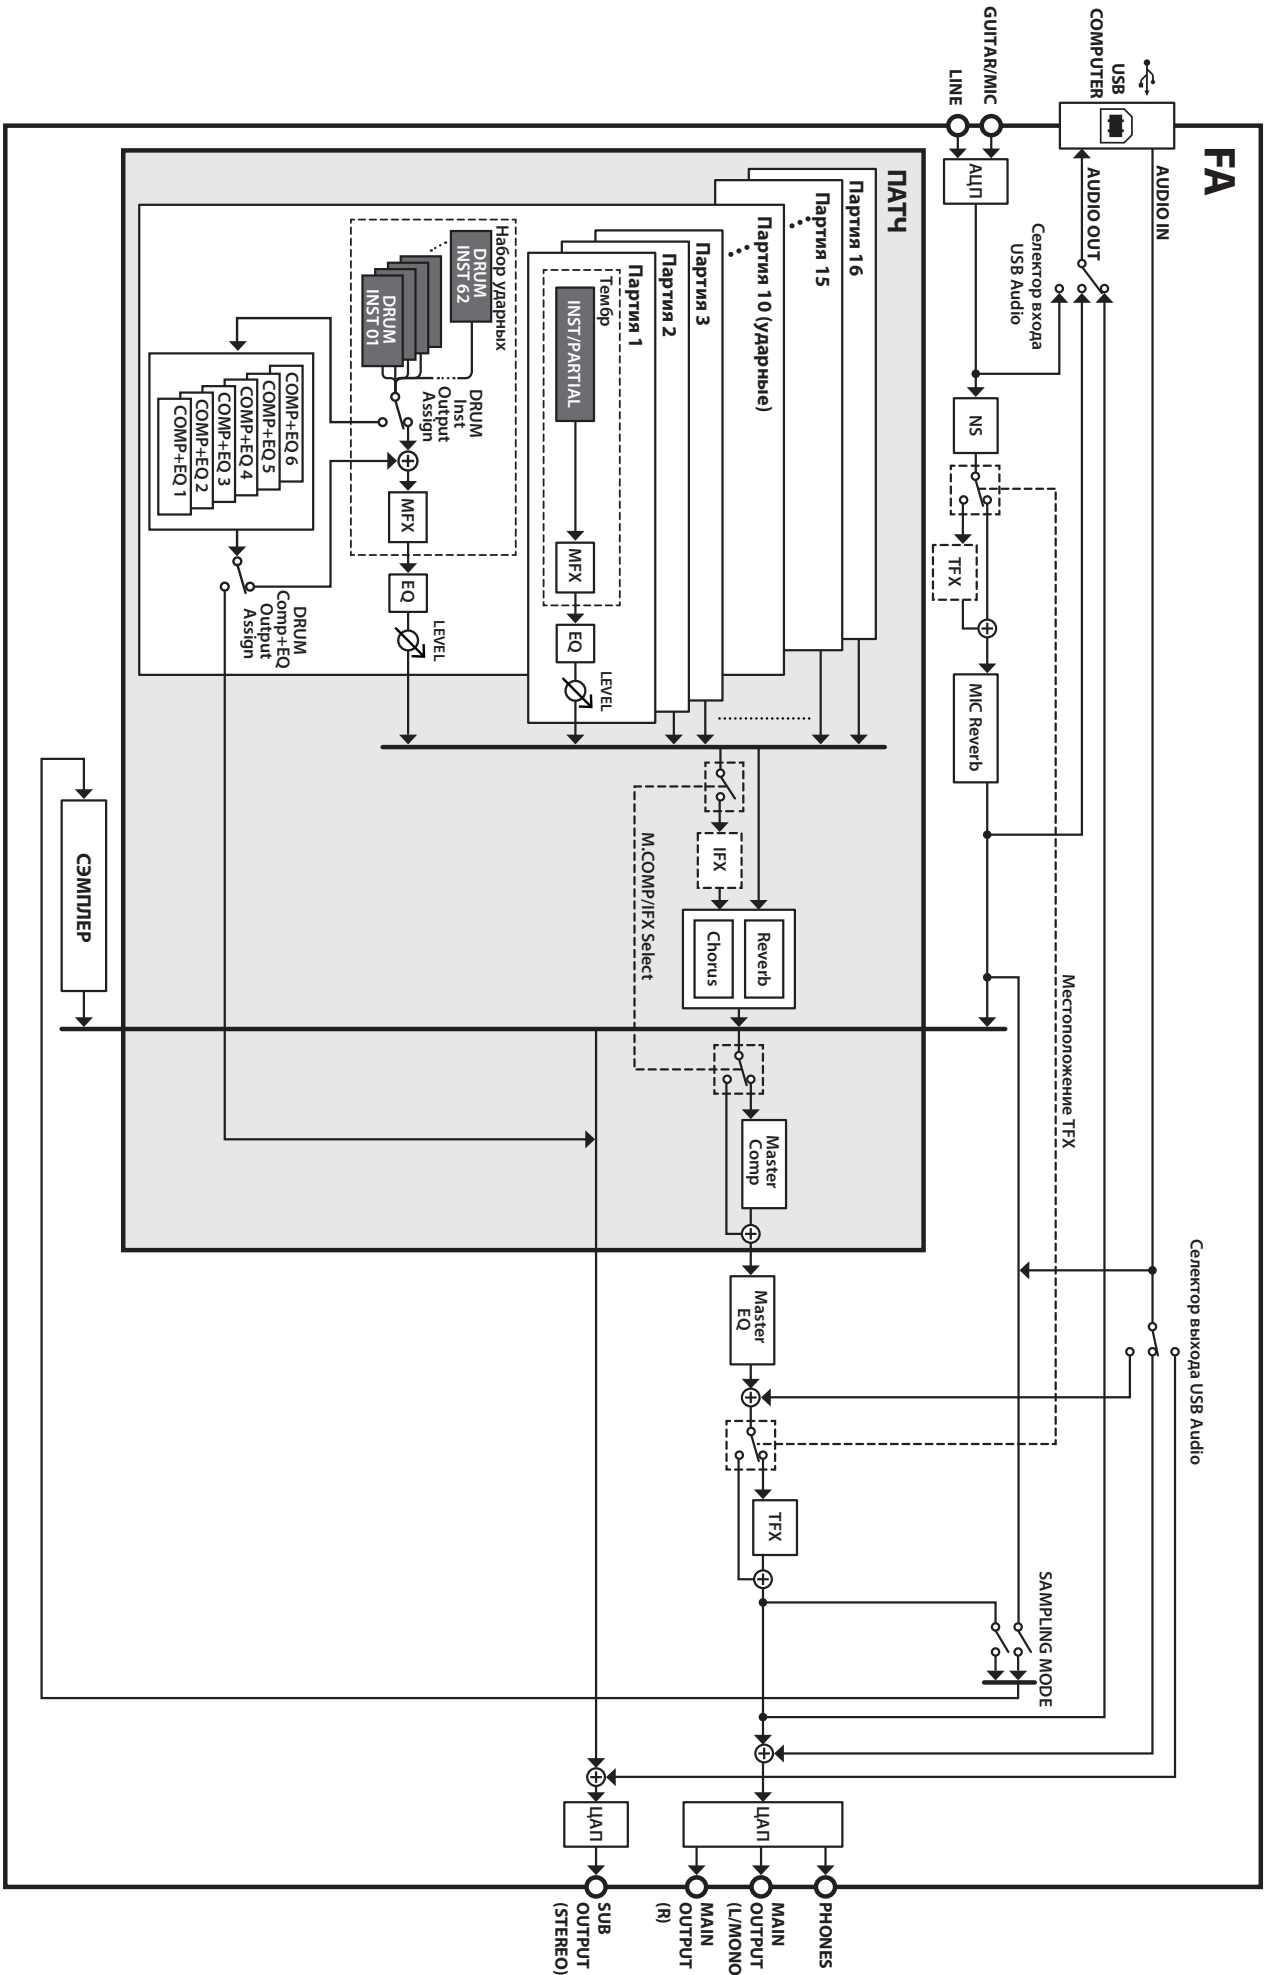 FA
USB
COMPUTER
AUDIO IN
AUDIO OUT
Селектор входа
USB Audio
Селектор выхода USB Audio
GUITAR/MIC
LINE
АЦП
NS
TFX
MIC Reverb
Местоположение TFX
SAMPLING MODE
ПАТЧ
Партия 16
Партия 15
Партия 10 (ударные)
Партия 3
Партия 2
Партия 1
Тембр
INST/PARTIAL
MFX
EQ
LEVEL
Набор ударных
DRUM
INST 62
DRUM
INST 01
DRUM
Inst
Output
Assign
MFX
EQ
LEVEL
COMP+EQ 6
COMP+EQ 5
COMP+EQ 4
COMP+EQ 3
COMP+EQ 2
COMP+EQ 1
DRUM
Comp+EQ
Output
Assign
IFX
Reverb
Chorus
M.COMP/IFX Select
Master
Comp
Master
EQ
TFX
СЭМПЛЕР
ЦАП
ЦАП
PHONES
MAIN
OUTPUT
(L/MONO
MAIN
OUTPUT
(R)
SUB
OUTPUT
(STEREO)